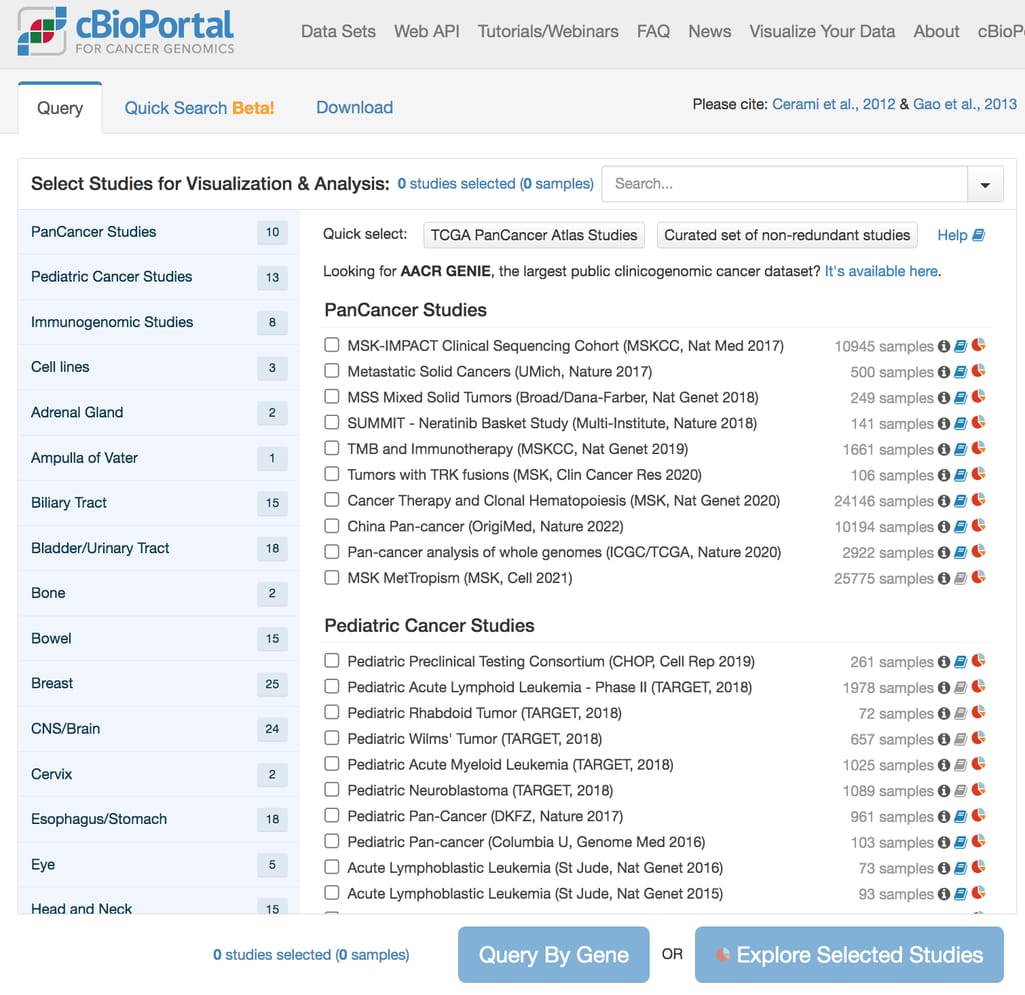 cBioPortal
FOR CANCER GENOMICS
Data Sets Web API Tutorials/Webinars FAQ News Visualize Your Data About cBioP
Query Quick Search Beta! Download Please cite: Cerami et al., 2012 & Gao et al., 2013
Select Studies for Visualization & Analysis: 0 studies selected (0 samples) Search...
PanCancer Studies 10
Pediatric Cancer Studies 13
Immunogenomic Studies 8
Cell lines 3
Adrenal Gland 2
Ampulla of Vater 1
Biliary Tract 15
Bladder/Urinary Tract 18
Bone 2
Bowel 15
Breast 25
CNS/Brain 24
Cervix 2
Esophagus/Stomach 18
Eye 5
Head and Neck 15
Quick select: TCGA PanCancer Atlas Studies Curated set of non-redundant studies Help
Looking for AACR GENIE, the largest public clinicogenomic cancer dataset? It's available here.
PanCancer Studies
MSK-IMPACT Clinical Sequencing Cohort (MSKCC, Nat Med 2017) 10945 samples
Metastatic Solid Cancers (UMich, Nature 2017) 500 samples
MSS Mixed Solid Tumors (Broad/Dana-Farber, Nat Genet 2018) 249 samples
SUMMIT - Neratinib Basket Study (Multi-Institute, Nature 2018) 141 samples
TMB and Immunotherapy (MSKCC, Nat Genet 2019) 1661 samples
Tumors with TRK fusions (MSK, Clin Cancer Res 2020) 106 samples
Cancer Therapy and Clonal Hematopoiesis (MSK, Nat Genet 2020) 24146 samples
China Pan-cancer (OrigiMed, Nature 2022) 10194 samples
Pan-cancer analysis of whole genomes (ICGC/TCGA, Nature 2020) 2922 samples
MSK MetTropism (MSK, Cell 2021) 25775 samples
Pediatric Cancer Studies
Pediatric Preclinical Testing Consortium (CHOP, Cell Rep 2019) 261 samples
Pediatric Acute Lymphoid Leukemia - Phase II (TARGET, 2018) 1978 samples
Pediatric Rhabdoid Tumor (TARGET, 2018) 72 samples
Pediatric Wilms' Tumor (TARGET, 2018) 657 samples
Pediatric Acute Myeloid Leukemia (TARGET, 2018) 1025 samples
Pediatric Neuroblastoma (TARGET, 2018) 1089 samples
Pediatric Pan-Cancer (DKFZ, Nature 2017) 961 samples
Pediatric Pan-cancer (Columbia U, Genome Med 2016) 103 samples
Acute Lymphoblastic Leukemia (St Jude, Nat Genet 2016) 73 samples
Acute Lymphoblastic Leukemia (St Jude, Nat Genet 2015) 93 samples
0 studies selected (0 samples) Query By Gene OR Explore Selected Studies